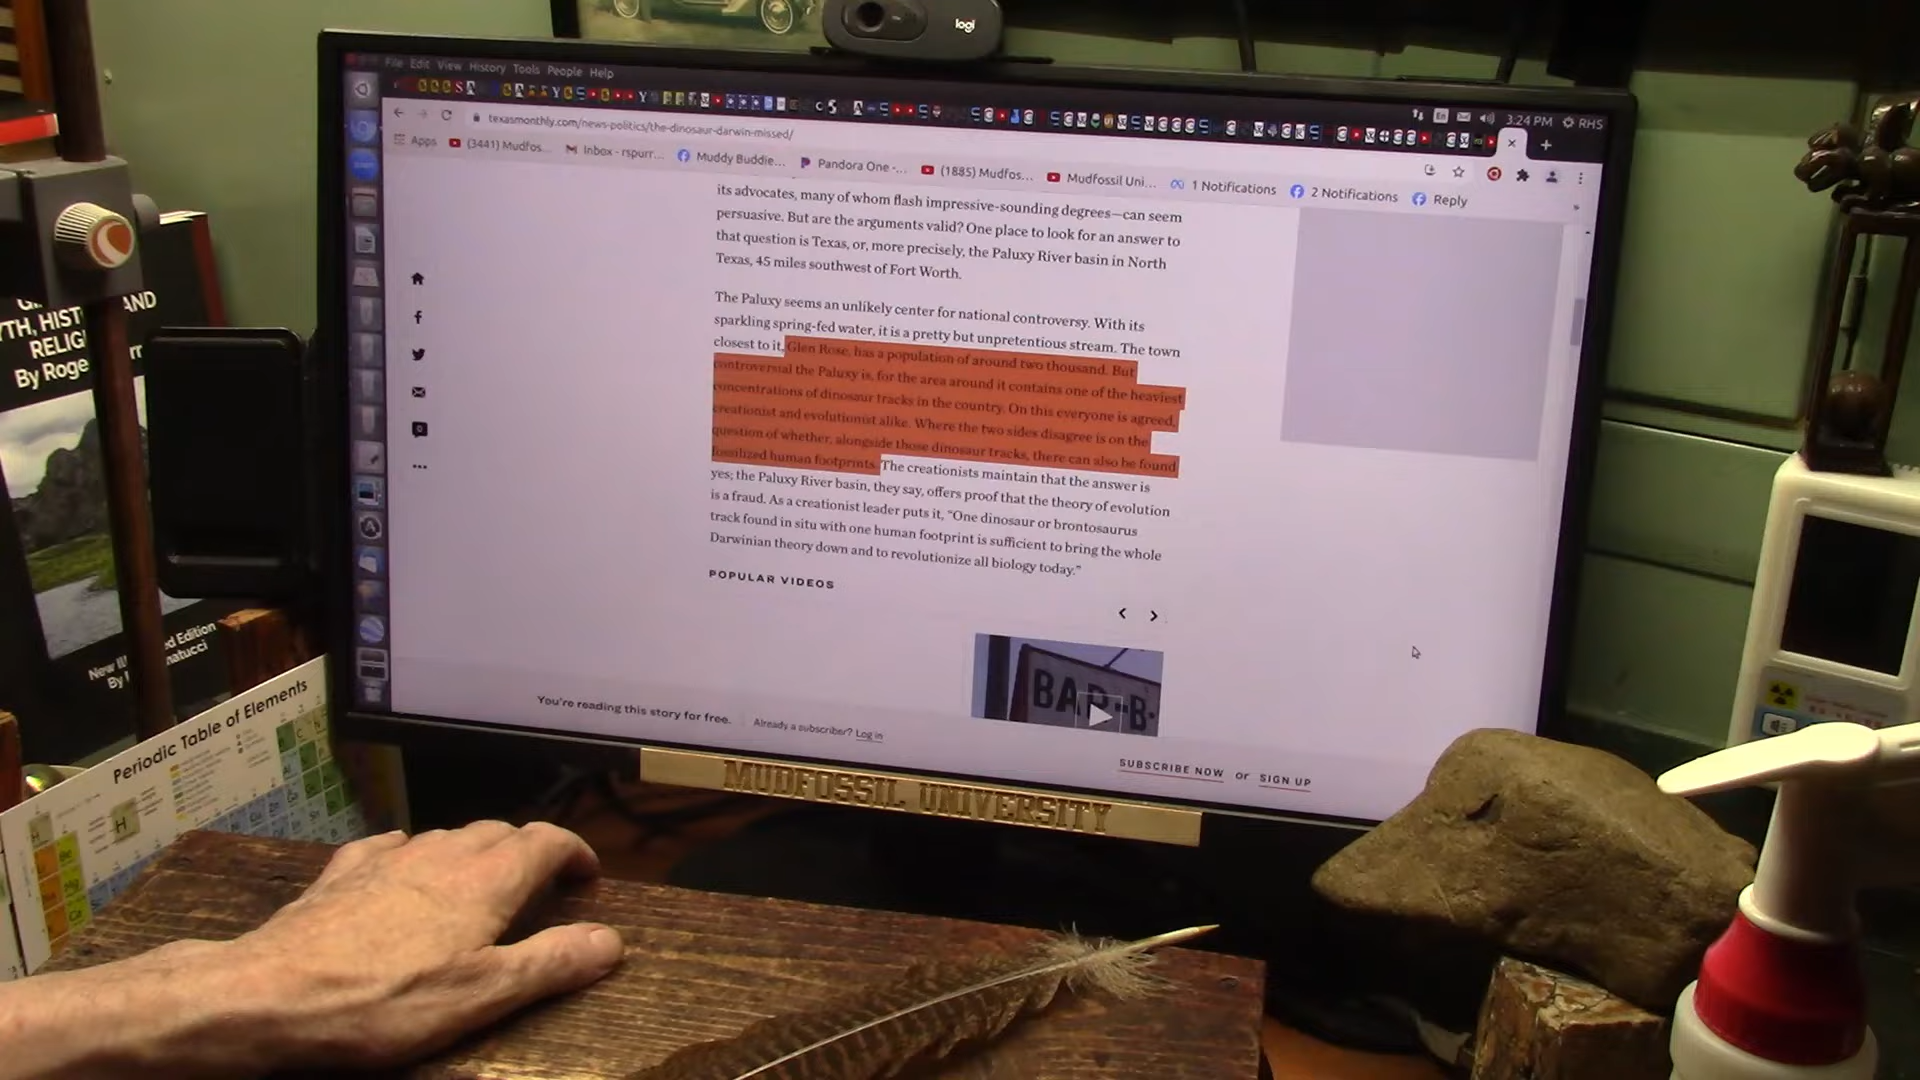 logi
File Edit View History Tools People Help
3:24 PM RHS
texasmonthly.com/news-politics/the-dinosaur-darwin-missed/
Apps (3441) Mudfos... Inbox - rspurr... Muddy Buddie... Pandora One -... (1885) Mudfos... Mudfossil Uni... 1 Notifications 2 Notifications Reply
its advocates, many of whom flash impressive-sounding degrees—can seem
persuasive. But are the arguments valid? One place to look for an answer to
that question is Texas, or, more precisely, the Paluxy River basin in North
Texas, 45 miles southwest of Fort Worth.
The Paluxy seems an unlikely center for national controversy. With its
sparkling spring-fed water, it is a pretty but unpretentious stream. The town
closest to it, Glen Rose, has a population of around two thousand. But
controversial the Paluxy is, for the area around it contains one of the heaviest
concentrations of dinosaur tracks in the country. On this everyone is agreed,
creationist and evolutionist alike. Where the two sides disagree is on the
question of whether, alongside those dinosaur tracks, there can also be found
fossilized human footprints. The creationists maintain that the answer is
yes; the Paluxy River basin, they say, offers proof that the theory of evolution
is a fraud. As a creationist leader puts it, “One dinosaur or brontosaurus
track found in situ with one human footprint is sufficient to bring the whole
Darwinian theory down and to revolutionize all biology today.”
POPULAR VIDEOS
BAR-B-
You're reading this story for free. Already a subscriber? Log in
SUBSCRIBE NOW or SIGN UP
MUDFOSSIL UNIVERSITY
AND
TH, HIST
RELIG
By Roge
ed Edition
New Ill
By
natucci
Periodic Table of Elements
H
H
Be
Mg
Ca
Sc
C
N